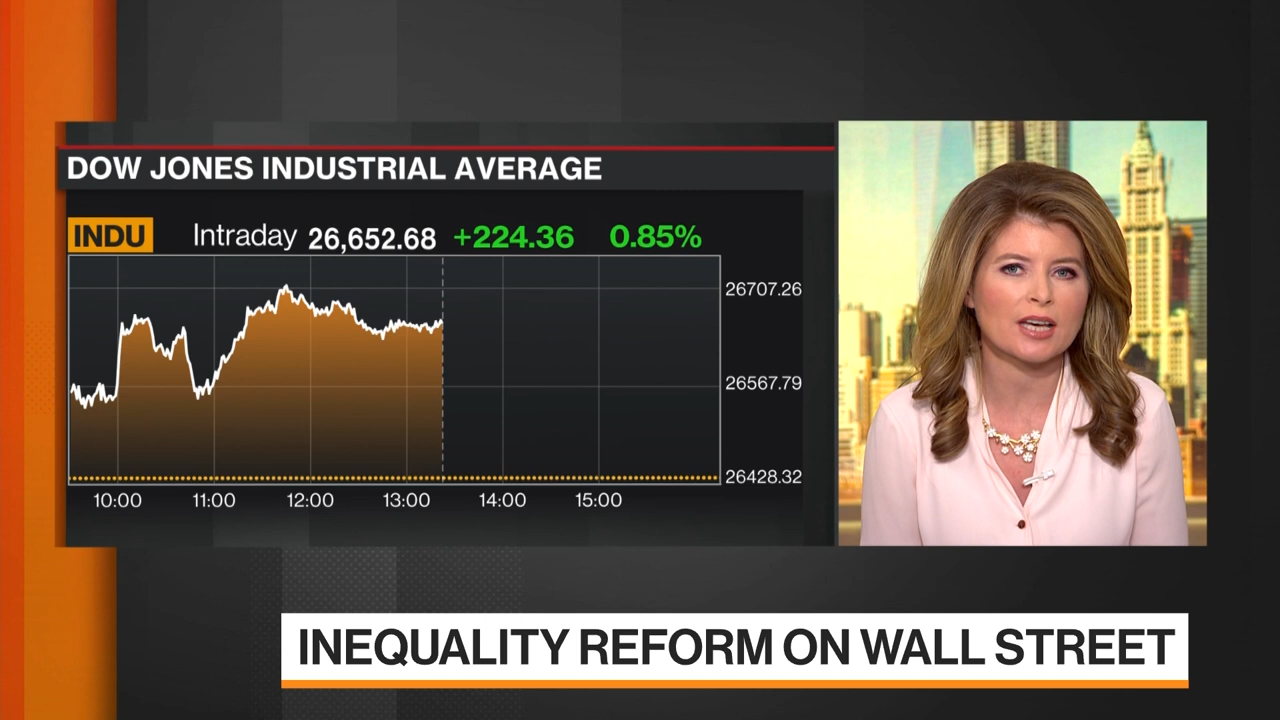 DOW JONES INDUSTRIAL AVERAGE
INDU Intraday 26,652.68 +224.36 0.85%
26707.26
26567.79
26428.32
10:00 11:00 12:00 13:00 14:00 15:00
INEQUALITY REFORM ON WALL STREET